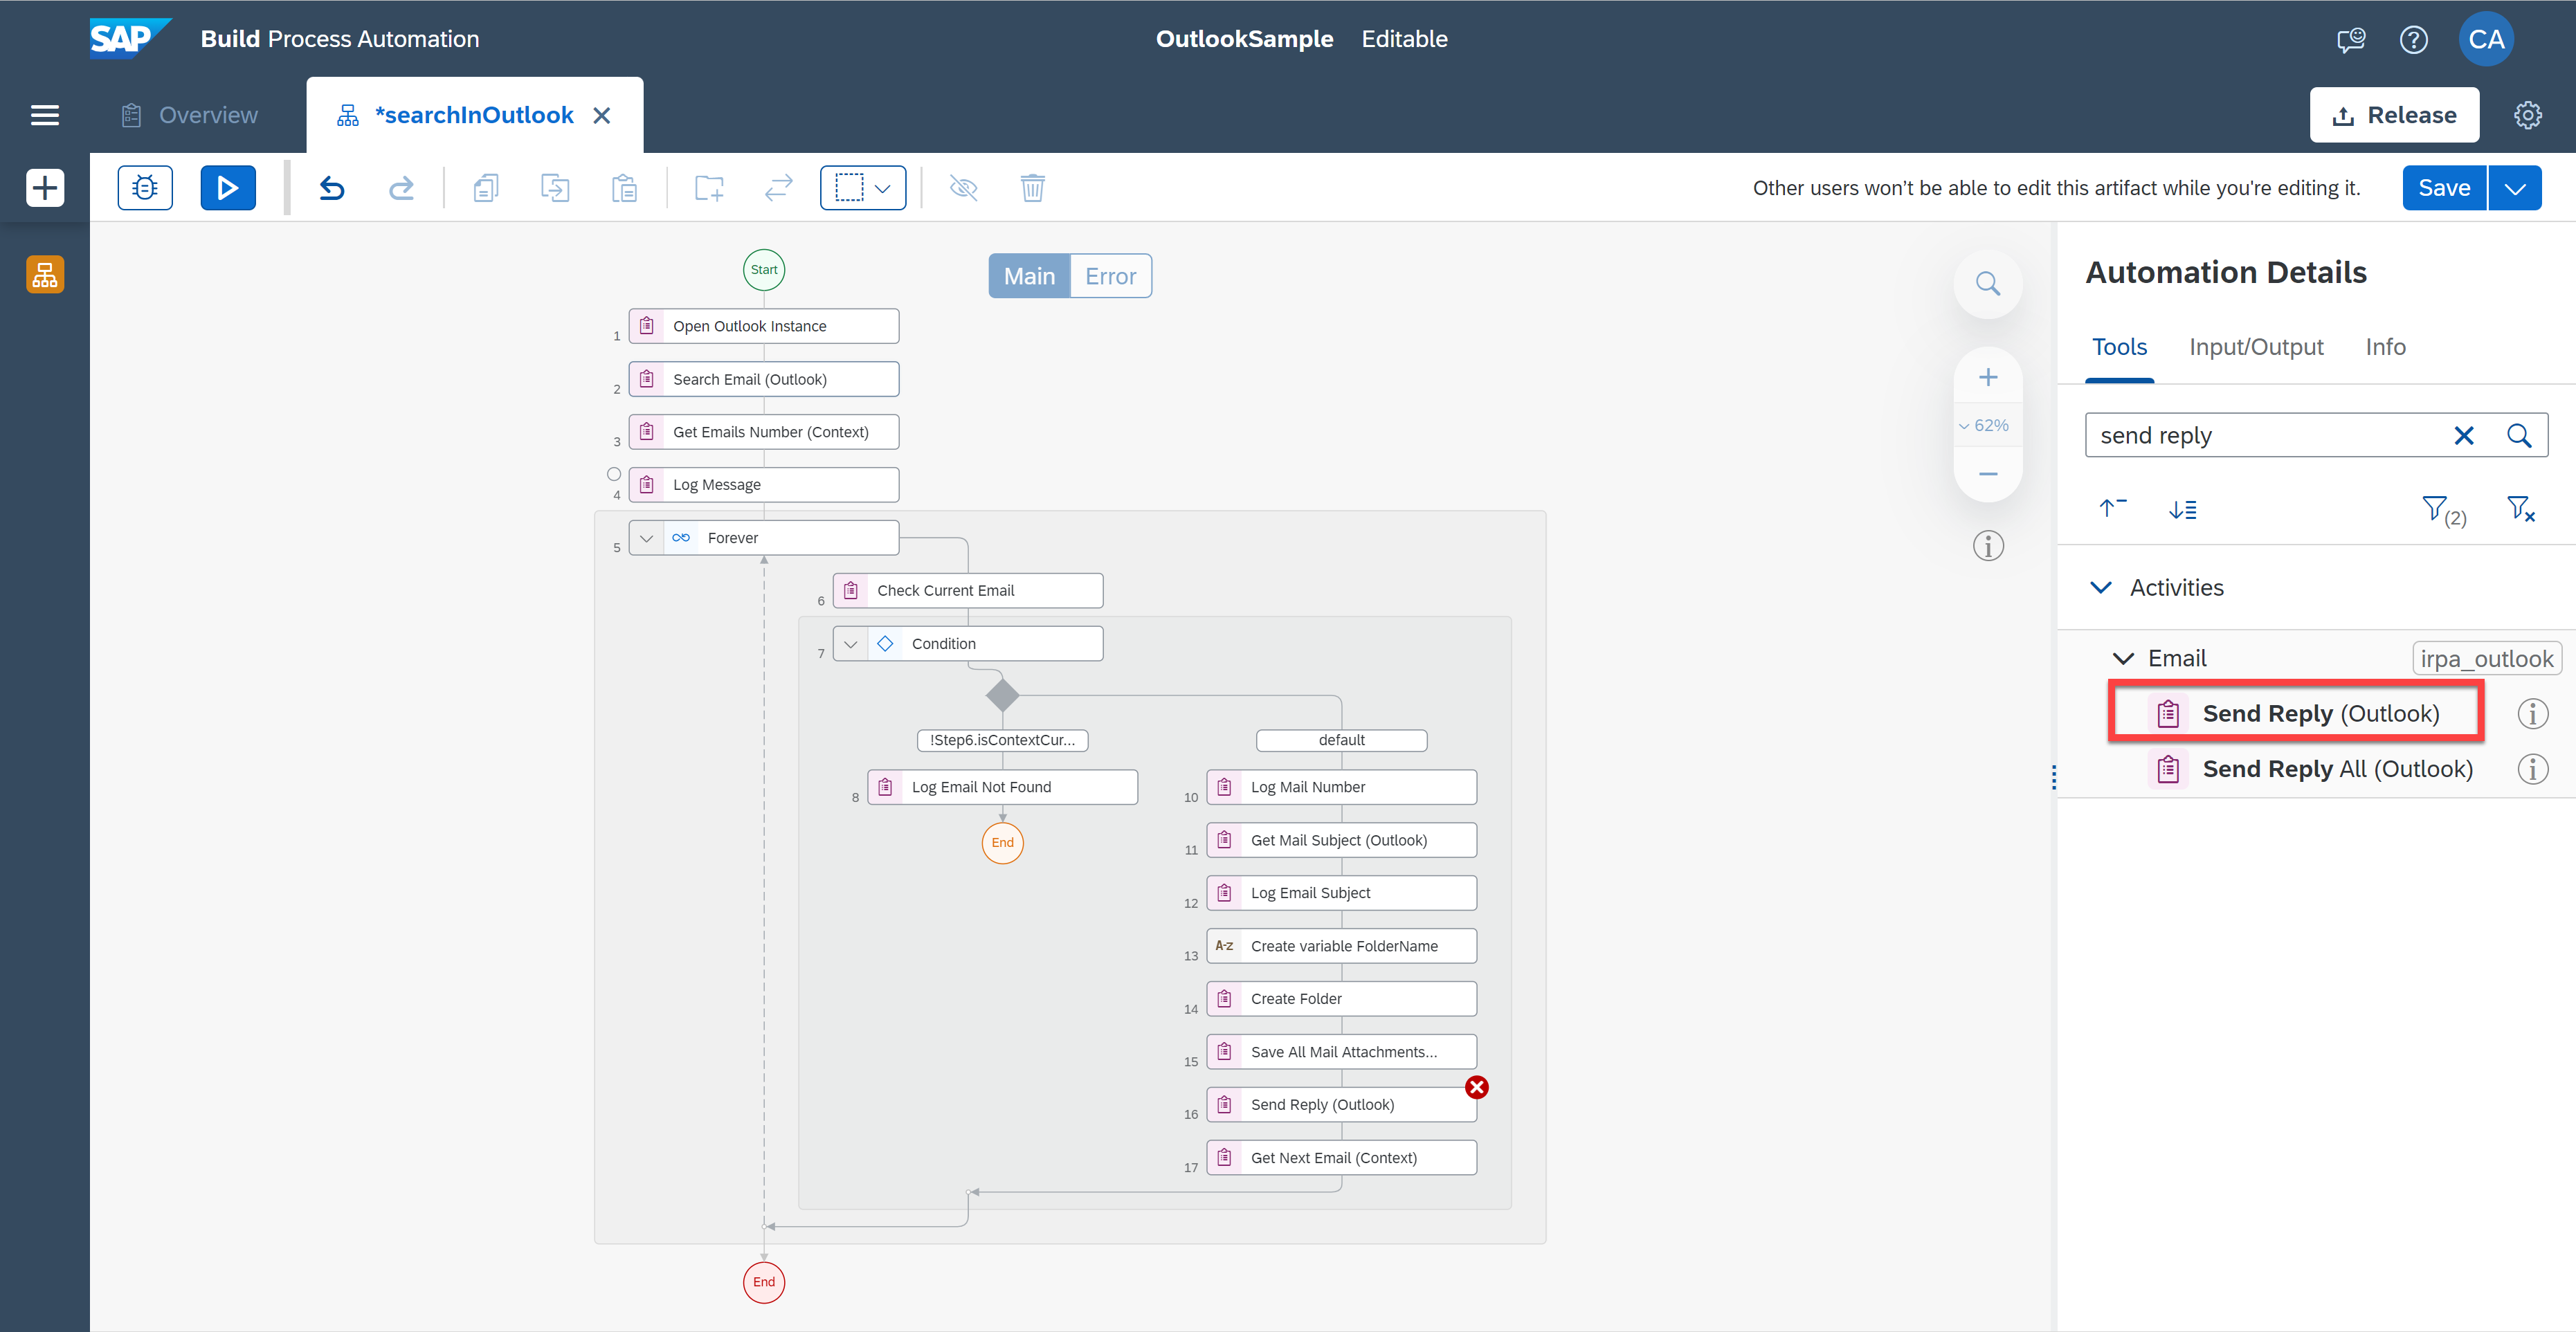 SAP Build Process Automation
OutlookSample Editable
CA
Overview
*searchInOutlook
Release
Other users won't be able to edit this artifact while you're editing it.
Save
Start
Main Error
1 Open Outlook Instance
2 Search Email (Outlook)
3 Get Emails Number (Context)
4 Log Message
5 Forever
6 Check Current Email
7 Condition
!Step6.isContextCur...
default
8 Log Email Not Found
End
10 Log Mail Number
11 Get Mail Subject (Outlook)
12 Log Email Subject
13 A-z Create variable FolderName
14 Create Folder
15 Save All Mail Attachments...
16 Send Reply (Outlook)
17 Get Next Email (Context)
End
62%
Automation Details
Tools Input/Output Info
send reply
(2)
Activities
Email irpa_outlook
Send Reply (Outlook)
Send Reply All (Outlook)